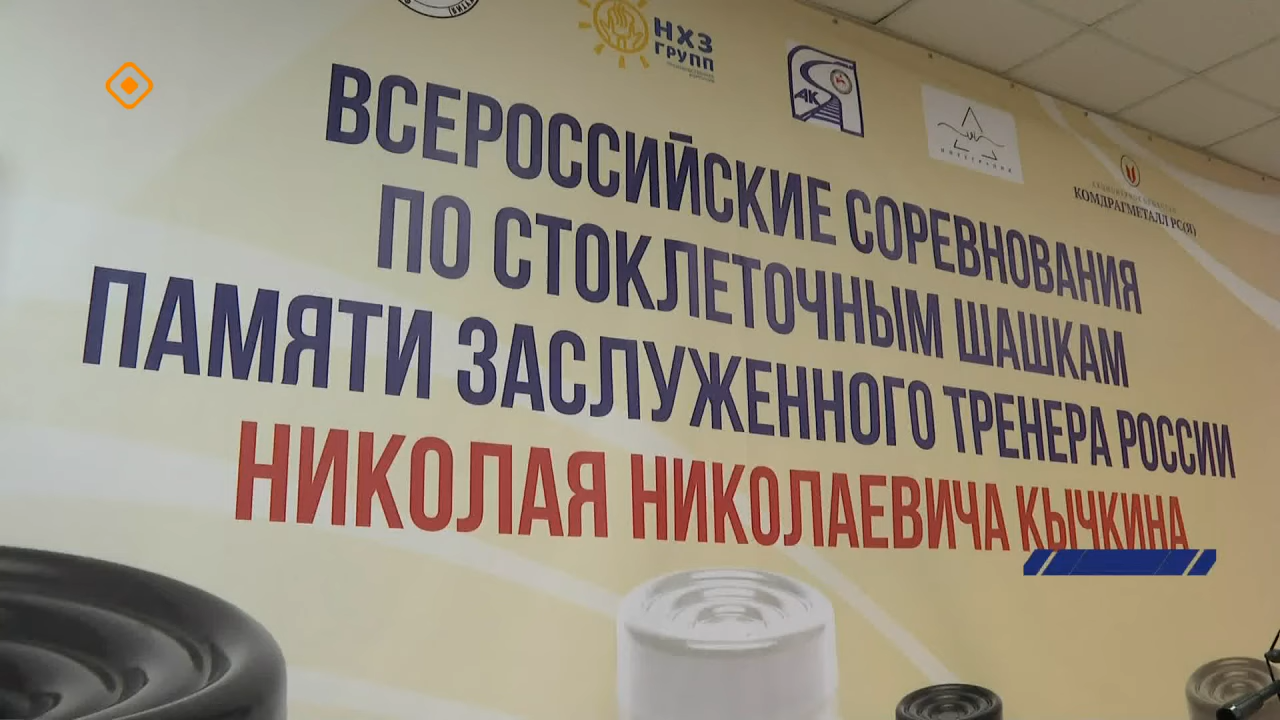 НХЗ
ГРУПП
АК
КОМДРАГМЕТАЛЛ РС(Я)
ВСЕРОССИЙСКИЕ СОРЕВНОВАНИЯ
ПО СТОКЛЕТОЧНЫМ ШАШКАМ
ПАМЯТИ ЗАСЛУЖЕННОГО ТРЕНЕРА РОССИИ
НИКОЛАЯ НИКОЛАЕВИЧА КЫЧКИНА